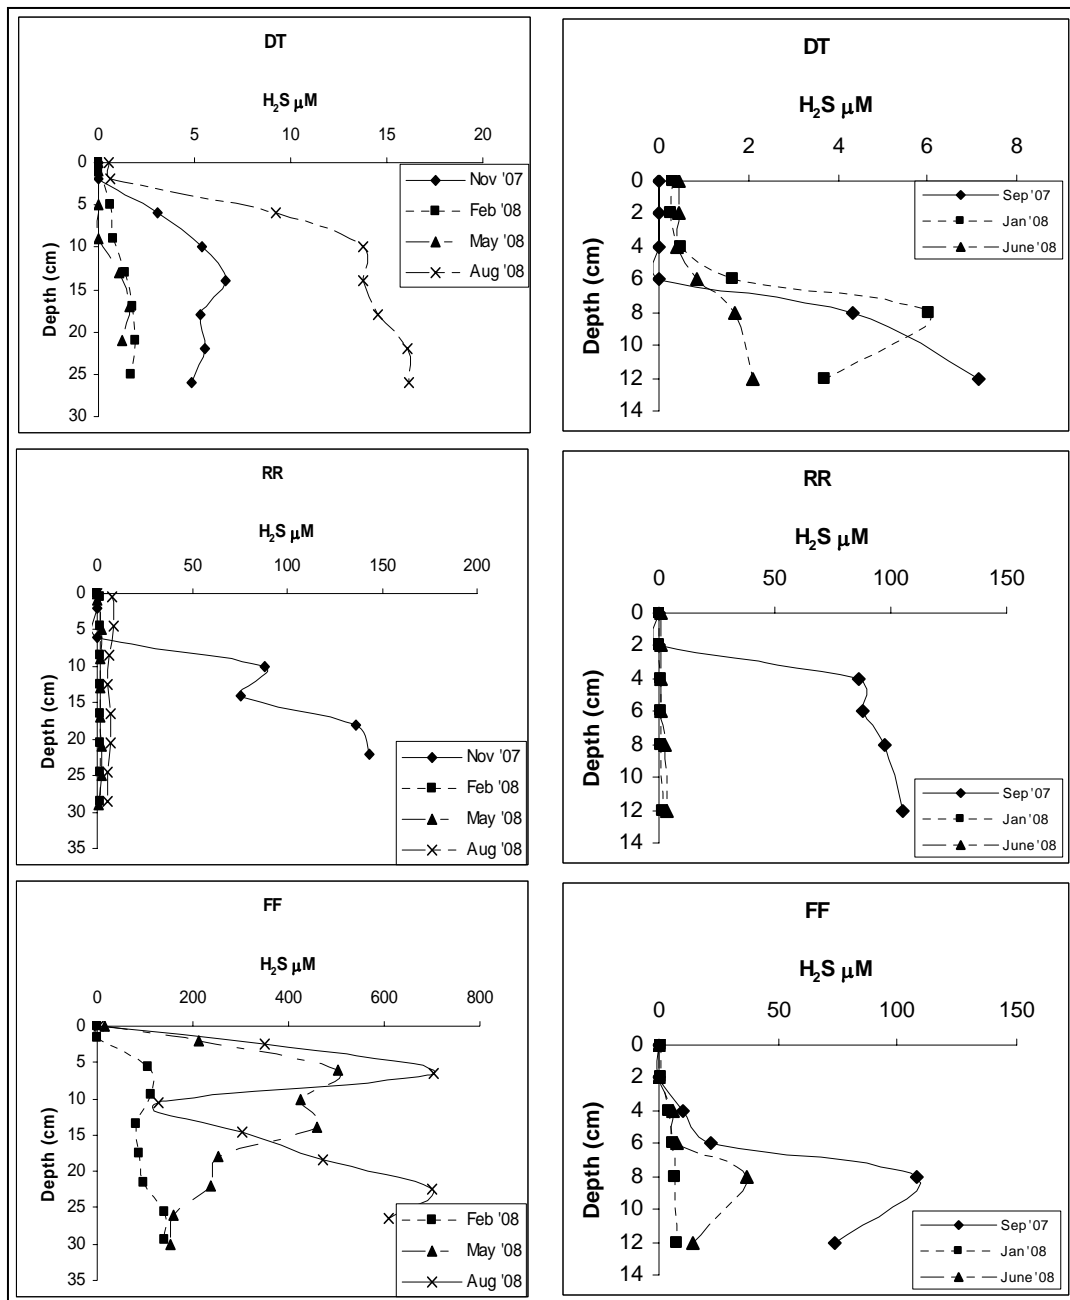 DT
H₂S μM
0 5 10 15 20
0
5
10
15
20
25
30
Depth (cm)
Nov '07
Feb '08
May '08
Aug '08
DT
H₂S μM
0 2 4 6 8
0
2
4
6
8
10
12
14
Depth (cm)
Sep '07
Jan '08
June '08
RR
H₂S μM
0 50 100 150 200
0
5
10
15
20
25
30
35
Depth (cm)
Nov '07
Feb '08
May '08
Aug '08
RR
H₂S μM
0 50 100 150
0
2
4
6
8
10
12
14
Depth (cm)
Sep '07
Jan '08
June '08
FF
H₂S μM
0 200 400 600 800
0
5
10
15
20
25
30
35
Depth (cm)
Feb '08
May '08
Aug '08
FF
H₂S μM
0 50 100 150
0
2
4
6
8
10
12
14
Depth (cm)
Sep '07
Jan '08
June '08